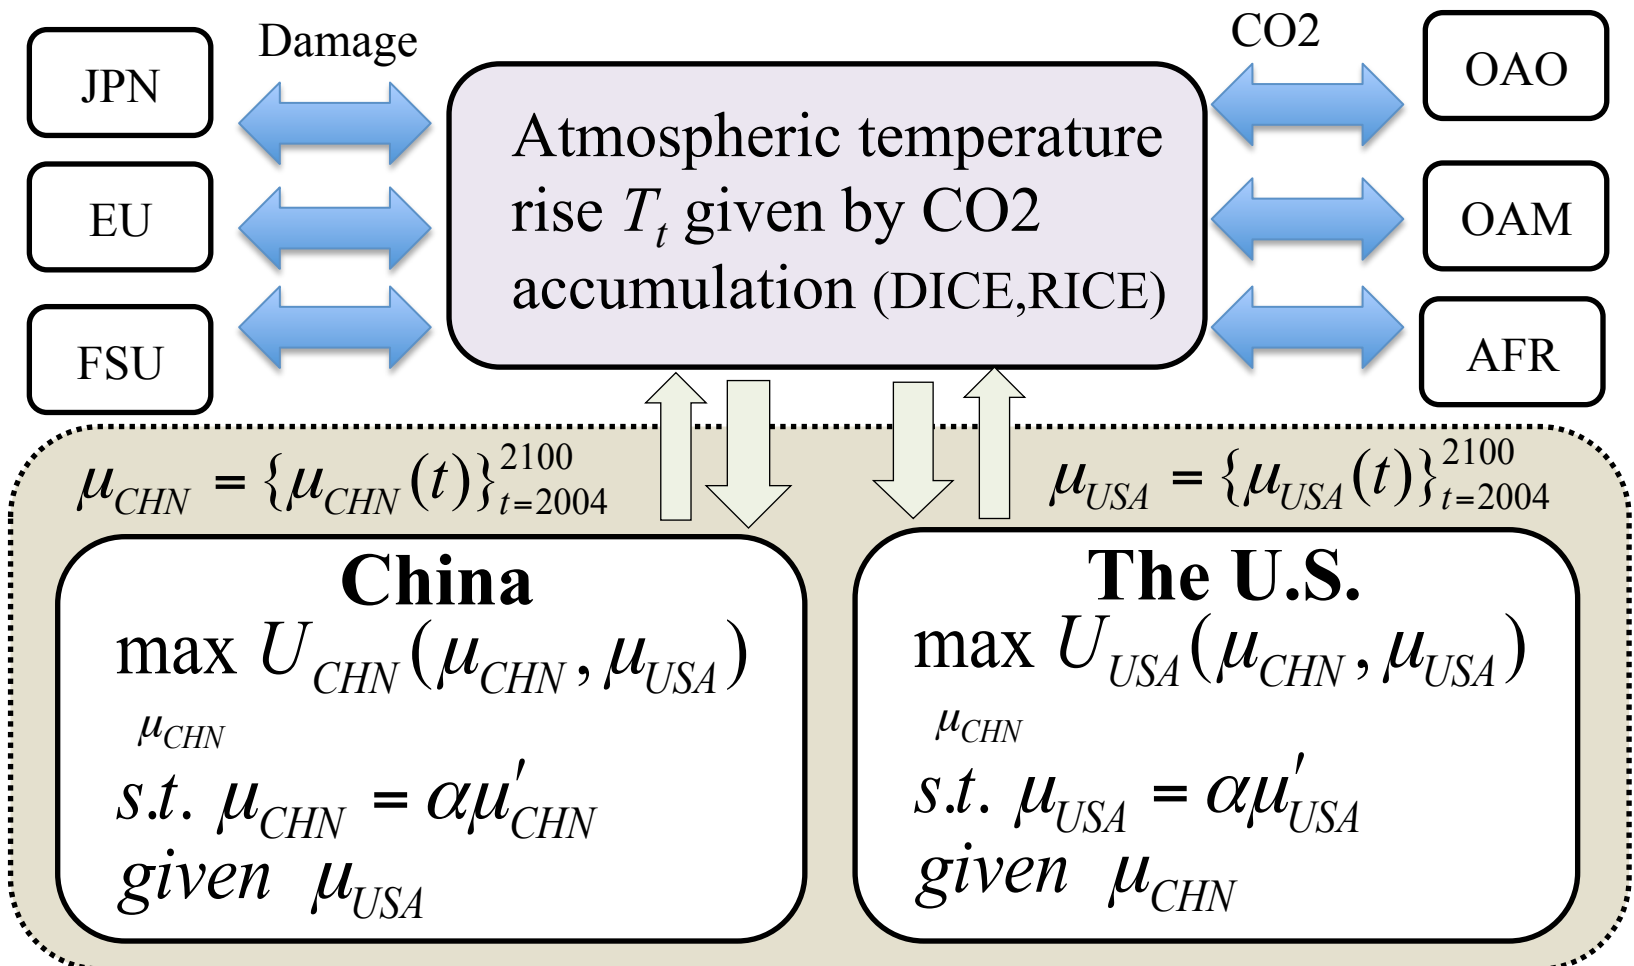 JPN
EU
FSU
Damage
Atmospheric temperature
rise T_t given by CO2
accumulation (DICE,RICE)
CO2
OAO
OAM
AFR
μ_CHN = {μ_CHN(t)}_{t=2004}^{2100}
μ_USA = {μ_USA(t)}_{t=2004}^{2100}
China
max U_CHN(μ_CHN, μ_USA)
μ_CHN
s.t. μ_CHN = αμ'_CHN
given μ_USA
The U.S.
max U_USA(μ_CHN, μ_USA)
μ_CHN
s.t. μ_USA = αμ'_USA
given μ_CHN